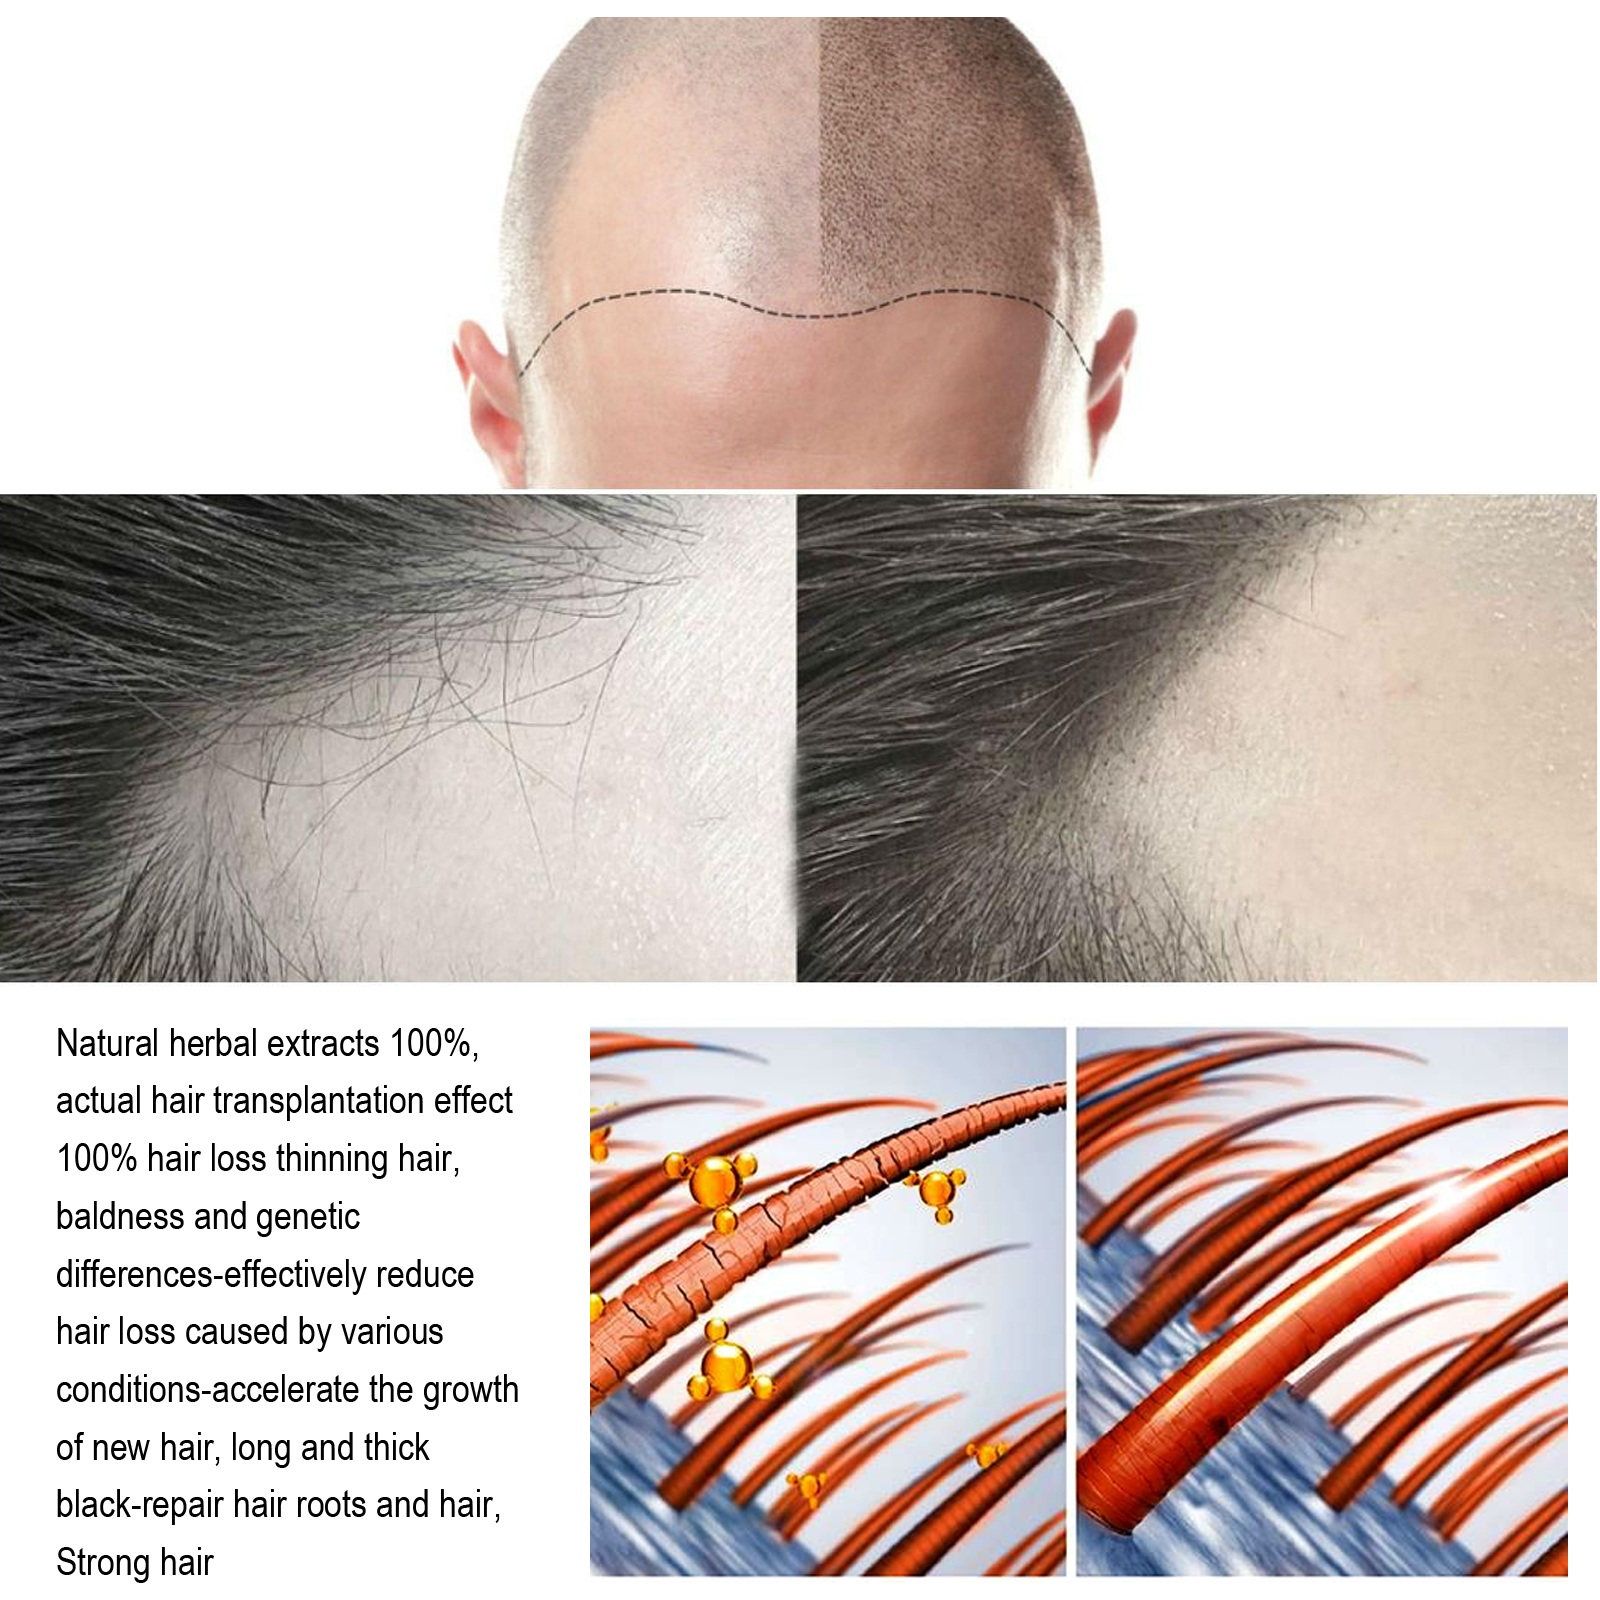 Natural herbal extracts 100%,
actual hair transplantation effect
100% hair loss thinning hair,
baldness and genetic
differences-effectively reduce
hair loss caused by various
conditions-accelerate the growth
of new hair, long and thick
black-repair hair roots and hair,
Strong hair